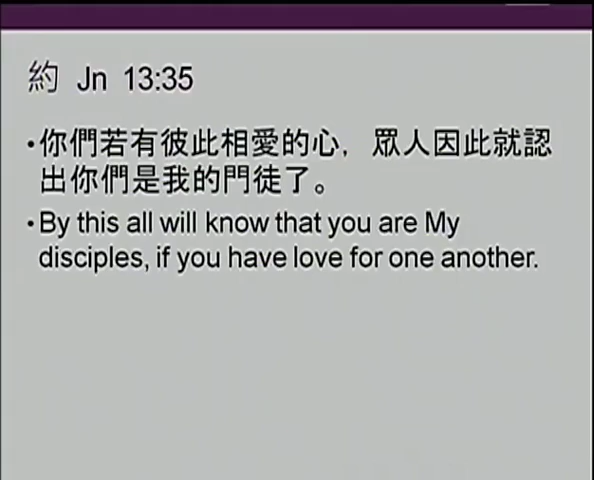 約 Jn 13:35
•你們若有彼此相愛的心，眾人因此就認
出你們是我的門徒了。
•By this all will know that you are My
disciples, if you have love for one another.